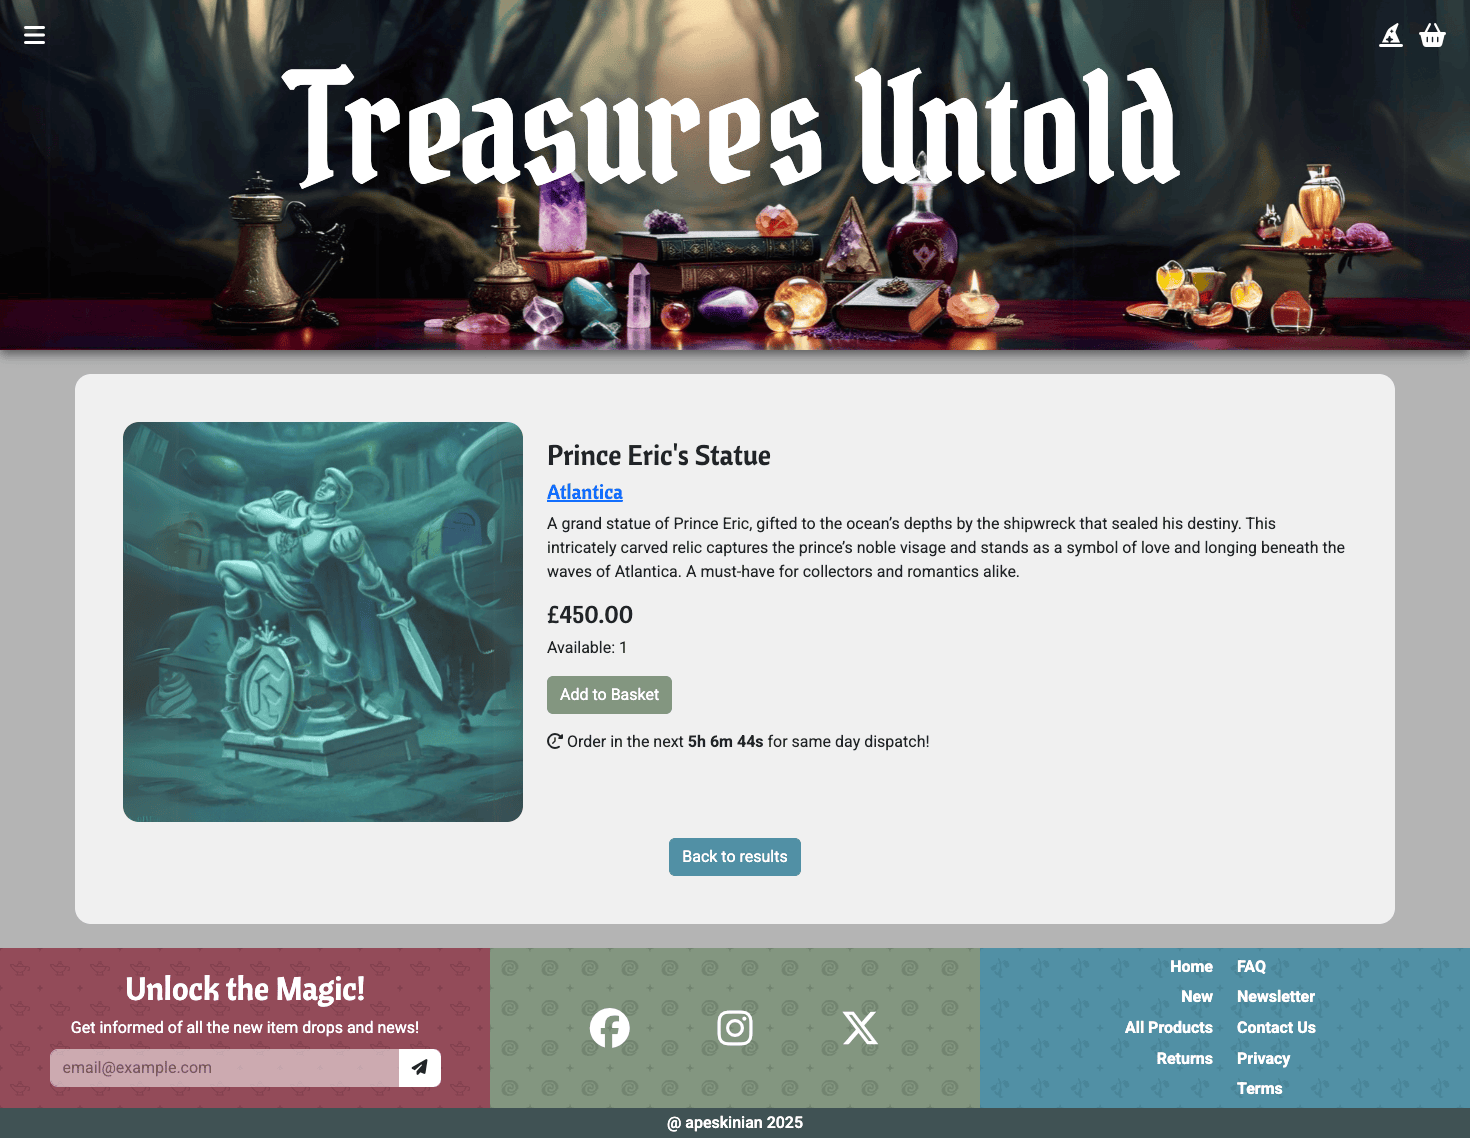 Treasures Untold
Prince Eric's Statue
Atlantica
A grand statue of Prince Eric, gifted to the ocean’s depths by the shipwreck that sealed his destiny. This
intricately carved relic captures the prince’s noble visage and stands as a symbol of love and longing beneath the
waves of Atlantica. A must-have for collectors and romantics alike.
£450.00
Available: 1
Add to Basket
Order in the next 5h 6m 44s for same day dispatch!
Back to results
Unlock the Magic!
Get informed of all the new item drops and news!
email@example.com
Home
New
All Products
Returns
FAQ
Newsletter
Contact Us
Privacy
Terms
@ apeskinian 2025